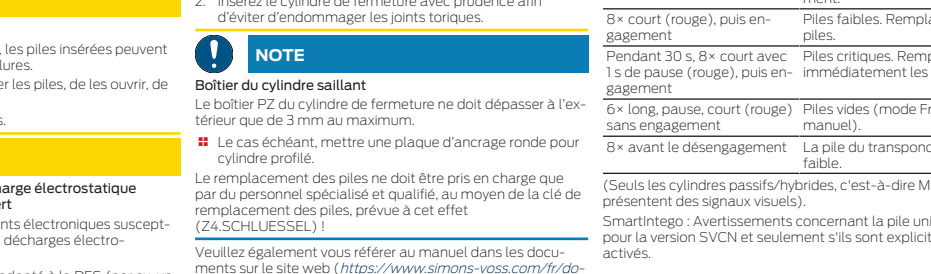 , les piles insérées peuvent
lures.
er les piles, de les ouvrir, de
s.
harge électrostatique
ert
nts électroniques suscept-
décharges électro-
2. Insérez le cylindre de fermeture avec prudence afin
d'éviter d'endommager les joints toriques.
NOTE
Boîtier du cylindre saillant
Le boîtier PZ du cylindre de fermeture ne doit dépasser à l'ex-
térieur que de 3 mm au maximum.
Le cas échéant, mettre une plaque d'ancrage ronde pour
cylindre profilé.
Le remplacement des piles ne doit être pris en charge que
par du personnel spécialisé et qualifié, au moyen de la clé de
remplacement des piles, prévue à cet effet
(Z4.SCHLUESSEL) !
Veuillez également vous référer au manuel dans les docu-
ments sur le site web (https://www.simons-voss.com/fr/do-
ment.
8× court (rouge), puis en- Piles faibles. Rempla
gagement piles.
Pendant 30 s, 8× court avec Piles critiques. Remp
1 s de pause (rouge), puis en- immédiatement les
gagement
6× long, pause, court (rouge) Piles vides (mode Fr
sans engagement manuel).
8× avant le désengagement La pile du transpond
faible.
(Seuls les cylindres passifs/hybrides, c'est-à-dire M
présentent des signaux visuels).
SmartIntego : Avertissements concernant la pile uni
pour la version SVCN et seulement s'ils sont explicit
activés.